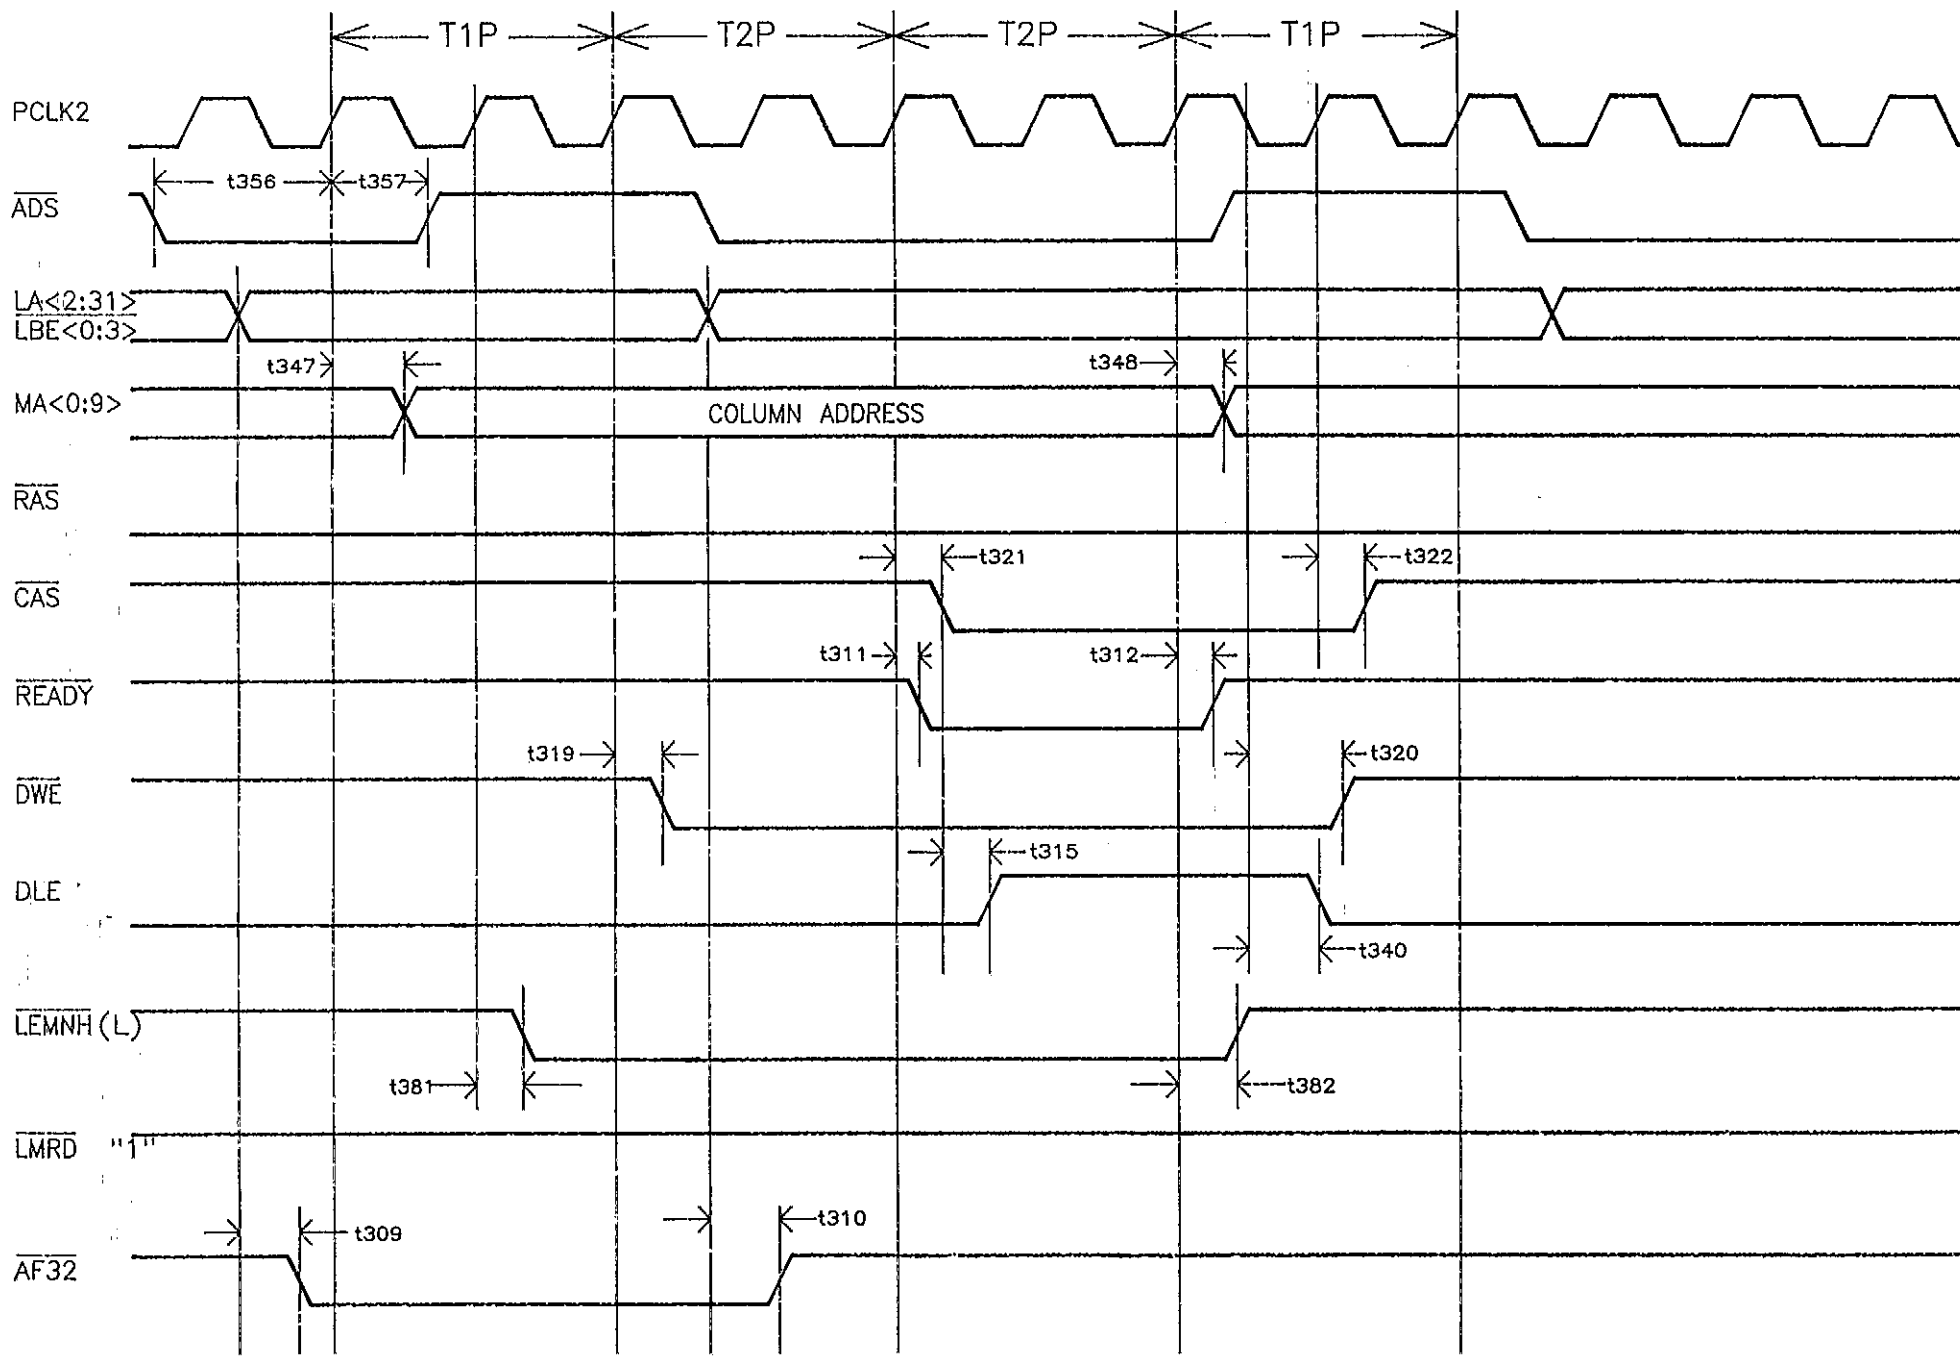 T1P T2P T2P T1P
PCLK2
t356 t357
ADS
LA<2:31>
LBE<0:3>
t347 t348
MA<0:9> COLUMN ADDRESS
RAS
t321 t322
CAS
t311 t312
READY
t319 t320
DWE
t315
DLE
t340
LEMNH(L)
t381 t382
LMRD "1"
t309 t310
AF32